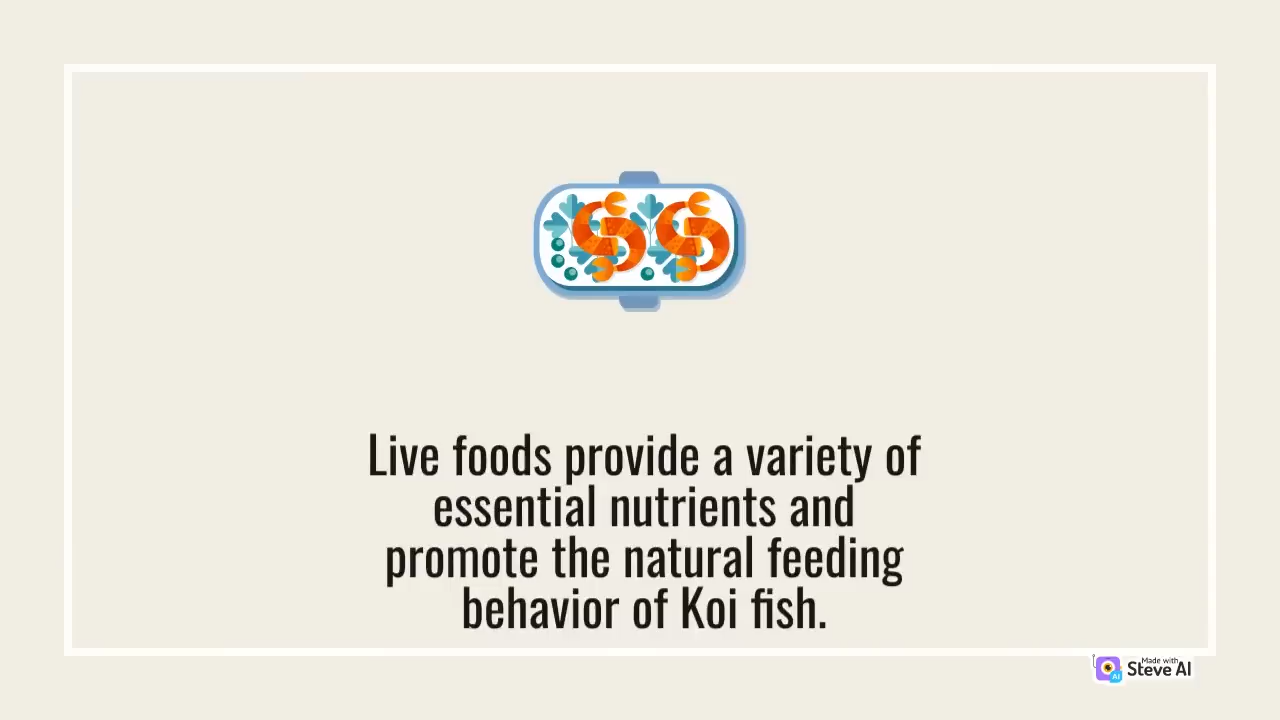 Live foods provide a variety of
essential nutrients and
promote the natural feeding
behavior of Koi fish.
Made with
Steve AI
AI